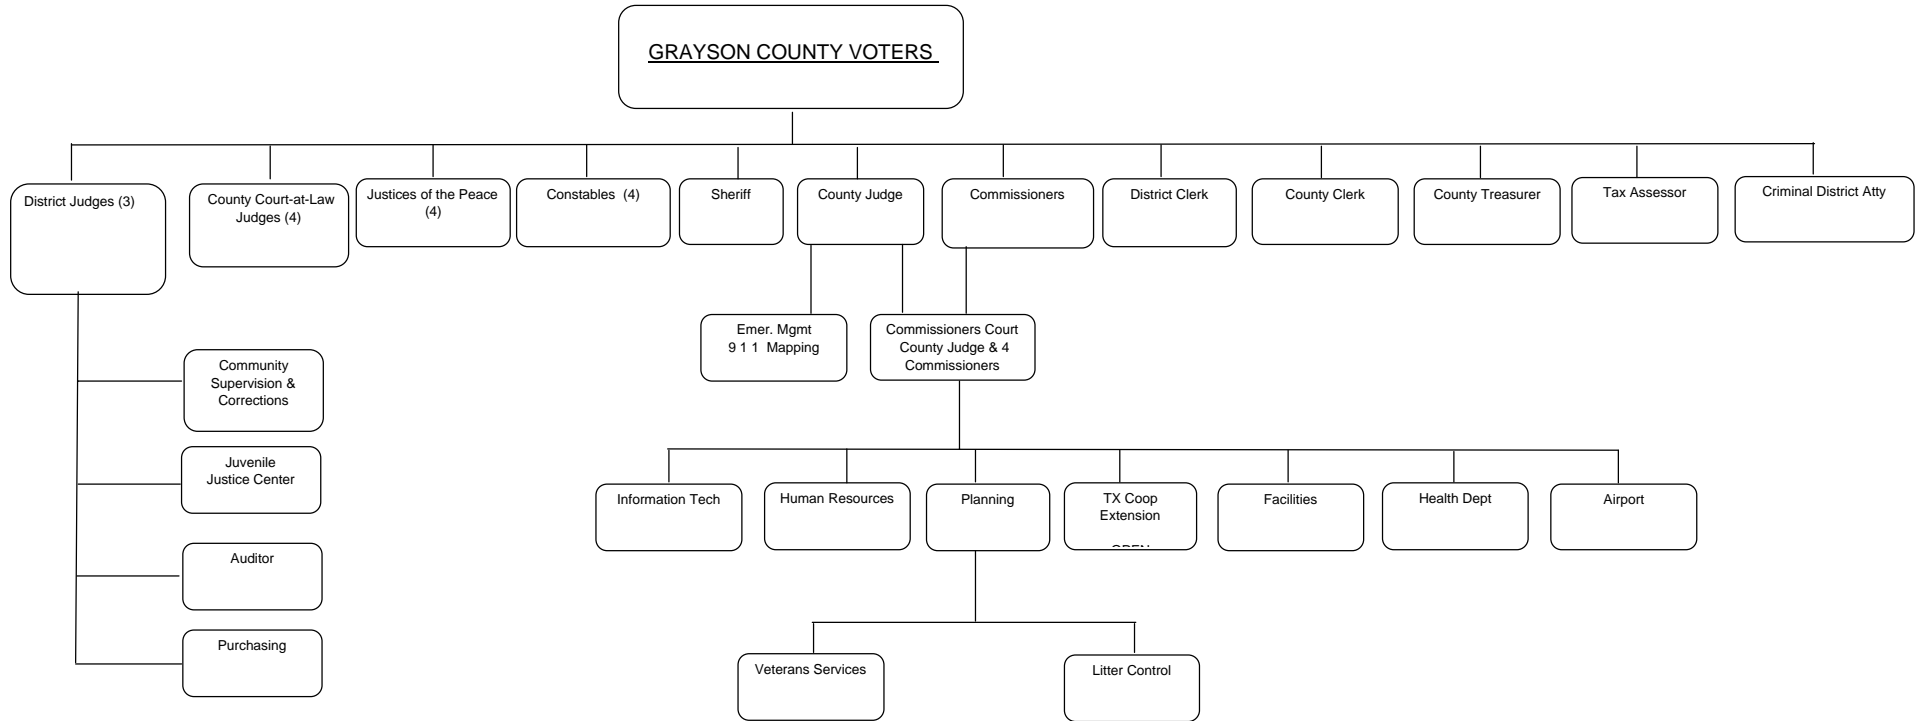 GRAYSON COUNTY VOTERS
District Judges (3)
County Court-at-Law
Judges (4)
Justices of the Peace
(4)
Constables (4)
Sheriff
County Judge
Commissioners
District Clerk
County Clerk
County Treasurer
Tax Assessor
Criminal District Atty
Emer. Mgmt
9 1 1 Mapping
Commissioners Court
County Judge & 4
Commissioners
Community
Supervision &
Corrections
Juvenile
Justice Center
Auditor
Purchasing
Information Tech
Human Resources
Planning
TX Coop
Extension
Facilities
Health Dept
Airport
Veterans Services
Litter Control